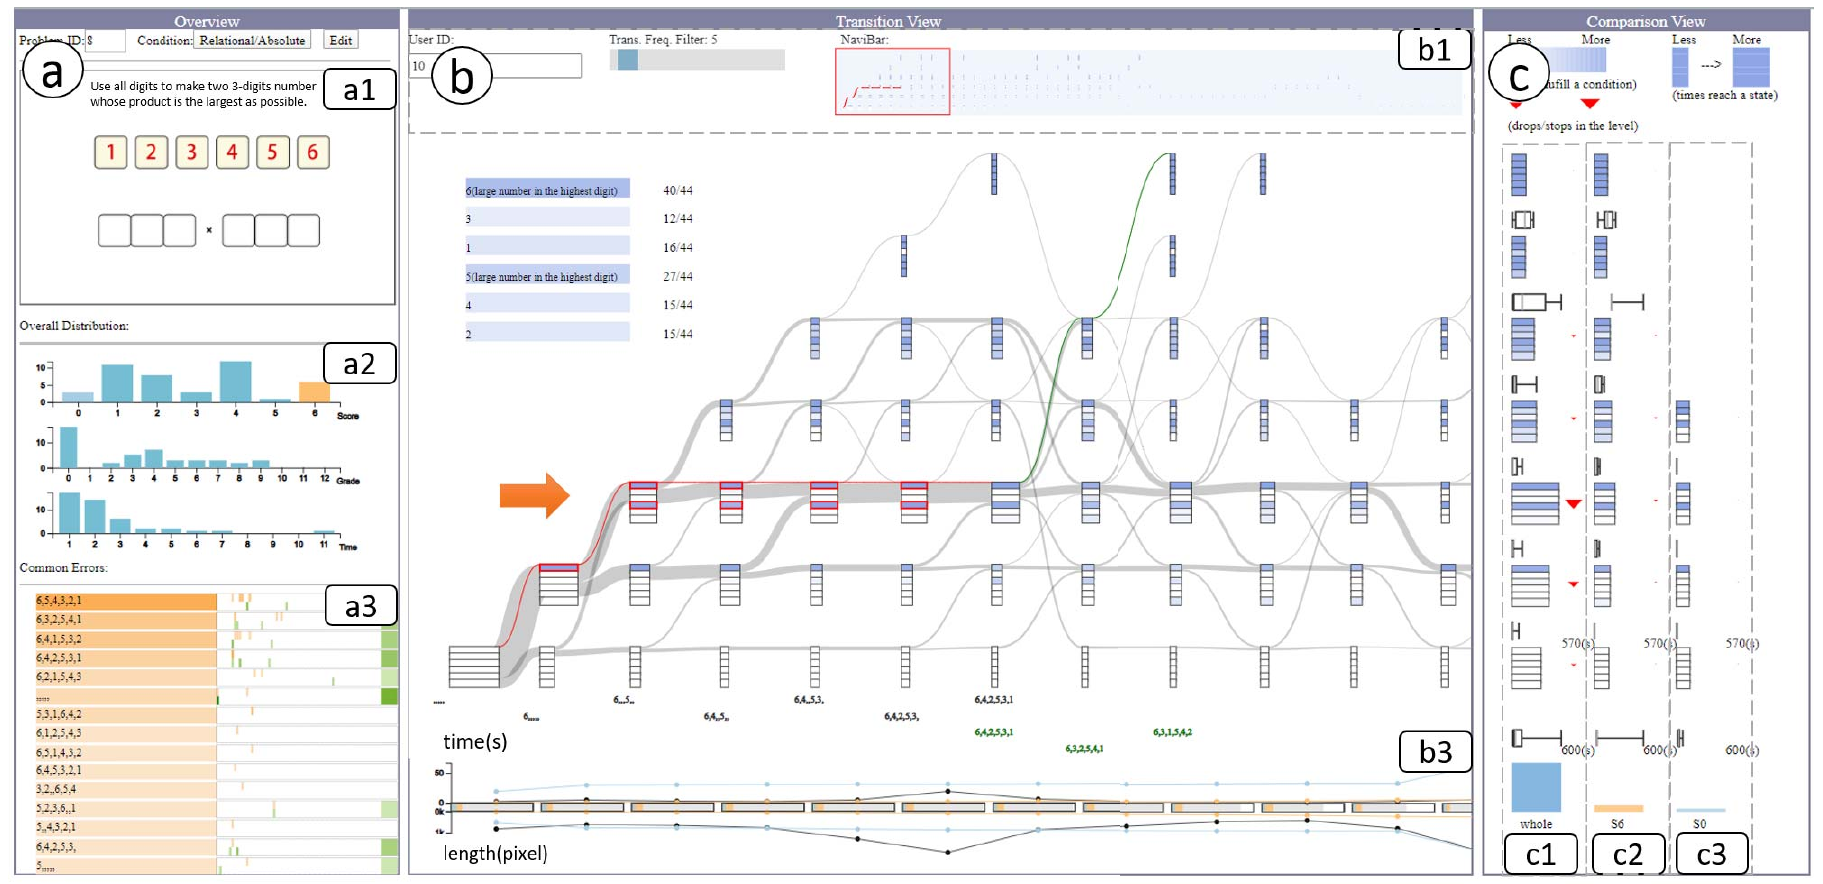 Overview
Transition View
Comparison View
Problem ID: 8
Condition: Relational/Absolute
Edit
a
a1
Use all digits to make two 3-digits number
whose product is the largest as possible.
1 2 3 4 5 6
×
Overall Distribution:
a2
10
5
0
0 1 2 3 4 5 6
Score
10
0
0 1 2 3 4 5 6 7 8 9 10 11 12 Grade
10
0
1 2 3 4 5 6 7 8 9 10 11 Time
Common Errors:
a3
6,5,4,3,2,1
6,3,2,5,4,1
6,4,1,5,3,2
6,4,2,5,3,1
6,2,1,5,4,3
,,,,,
5,3,1,6,4,2
6,1,2,5,4,3
6,5,1,4,3,2
6,4,5,3,2,1
3,2,,6,5,4
5,2,3,6,,1
5,,4,3,2,1
6,4,2,5,3,
5,,,,,
User ID:
10
b
Trans. Freq. Filter: 5
NaviBar:
b1
6(large number in the highest digit) 40/44
3 12/44
1 16/44
5(large number in the highest digit) 27/44
4 15/44
2 15/44
,,,,,
6,,,,,
6,,,5,,
6,4,,5,,
6,4,,5,3,
6,4,2,5,3,
6,4,2,5,3,1
6,4,2,5,3,1
6,3,2,5,4,1
6,3,1,5,4,2
time(s)
b3
50
0
0k
1k
length(pixel)
Less More
Less More
c
fulfill a condition)
--->
(times reach a state)
(drops/stops in the level)
570(s) 570(s) 570(s)
600(s) 600(s) 600(s)
whole S6 S0
c1 c2 c3